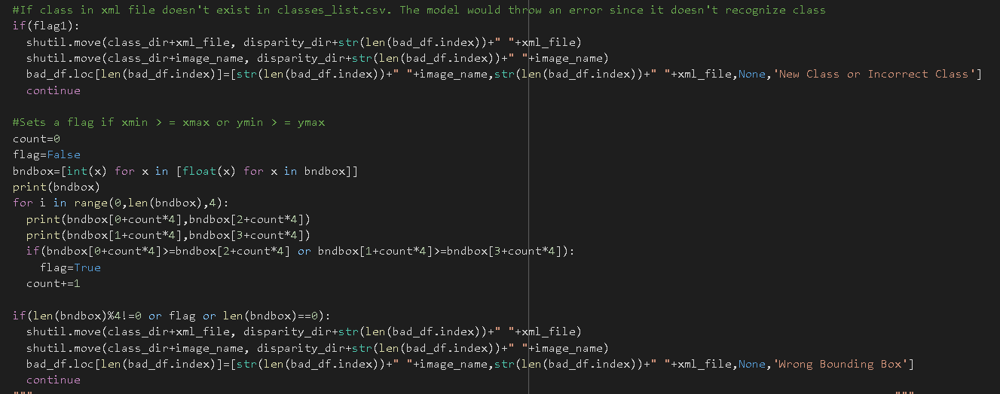 #If class in xml file doesn't exist in classes_list.csv. The model would throw an error since it doesn't recognize class
if(flag1):
  shutil.move(class_dir+xml_file, disparity_dir+str(len(bad_df.index))+" "+xml_file)
  shutil.move(class_dir+image_name, disparity_dir+str(len(bad_df.index))+" "+image_name)
  bad_df.loc[len(bad_df.index)]=[str(len(bad_df.index))+" "+image_name,str(len(bad_df.index))+" "+xml_file,None,'New Class or Incorrect Class']
  continue

#Sets a flag if xmin > = xmax or ymin > = ymax
count=0
flag=False
bndbox=[int(x) for x in [float(x) for x in bndbox]]
print(bndbox)
for i in range(0,len(bndbox),4):
  print(bndbox[0+count*4],bndbox[2+count*4])
  print(bndbox[1+count*4],bndbox[3+count*4])
  if(bndbox[0+count*4]>=bndbox[2+count*4] or bndbox[1+count*4]>=bndbox[3+count*4]):
    flag=True
  count+=1

if(len(bndbox)%4!=0 or flag or len(bndbox)==0):
  shutil.move(class_dir+xml_file, disparity_dir+str(len(bad_df.index))+" "+xml_file)
  shutil.move(class_dir+image_name, disparity_dir+str(len(bad_df.index))+" "+image_name)
  bad_df.loc[len(bad_df.index)]=[str(len(bad_df.index))+" "+image_name,str(len(bad_df.index))+" "+xml_file,None,'Wrong Bounding Box']
  continue
""" """